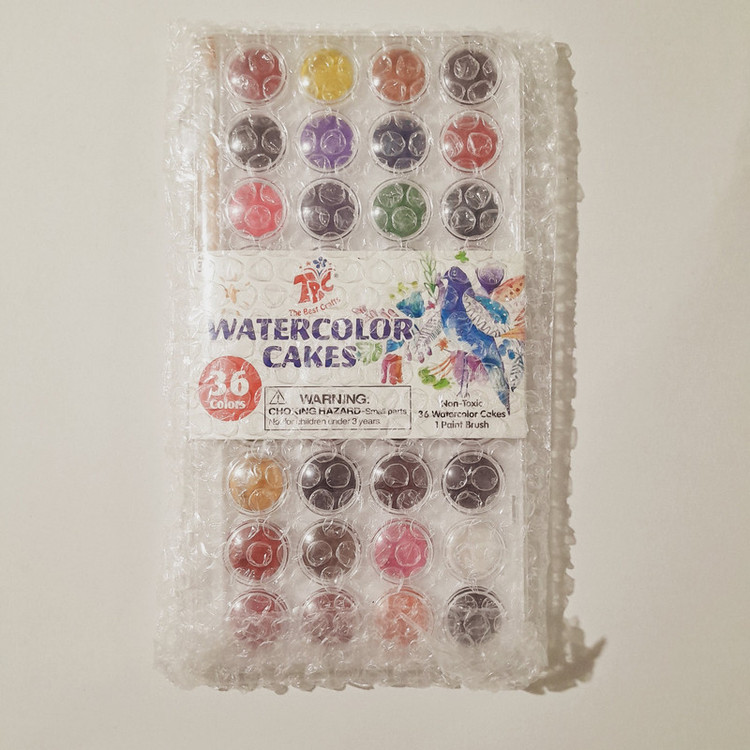 TBC
The Best Crafts
WATERCOLOR
CAKES
36
Colors
WARNING:
CHOKING HAZARD-Small parts
Not for children under 3 years
Non-Toxic
36 Watercolor Cakes
1 Paint Brush